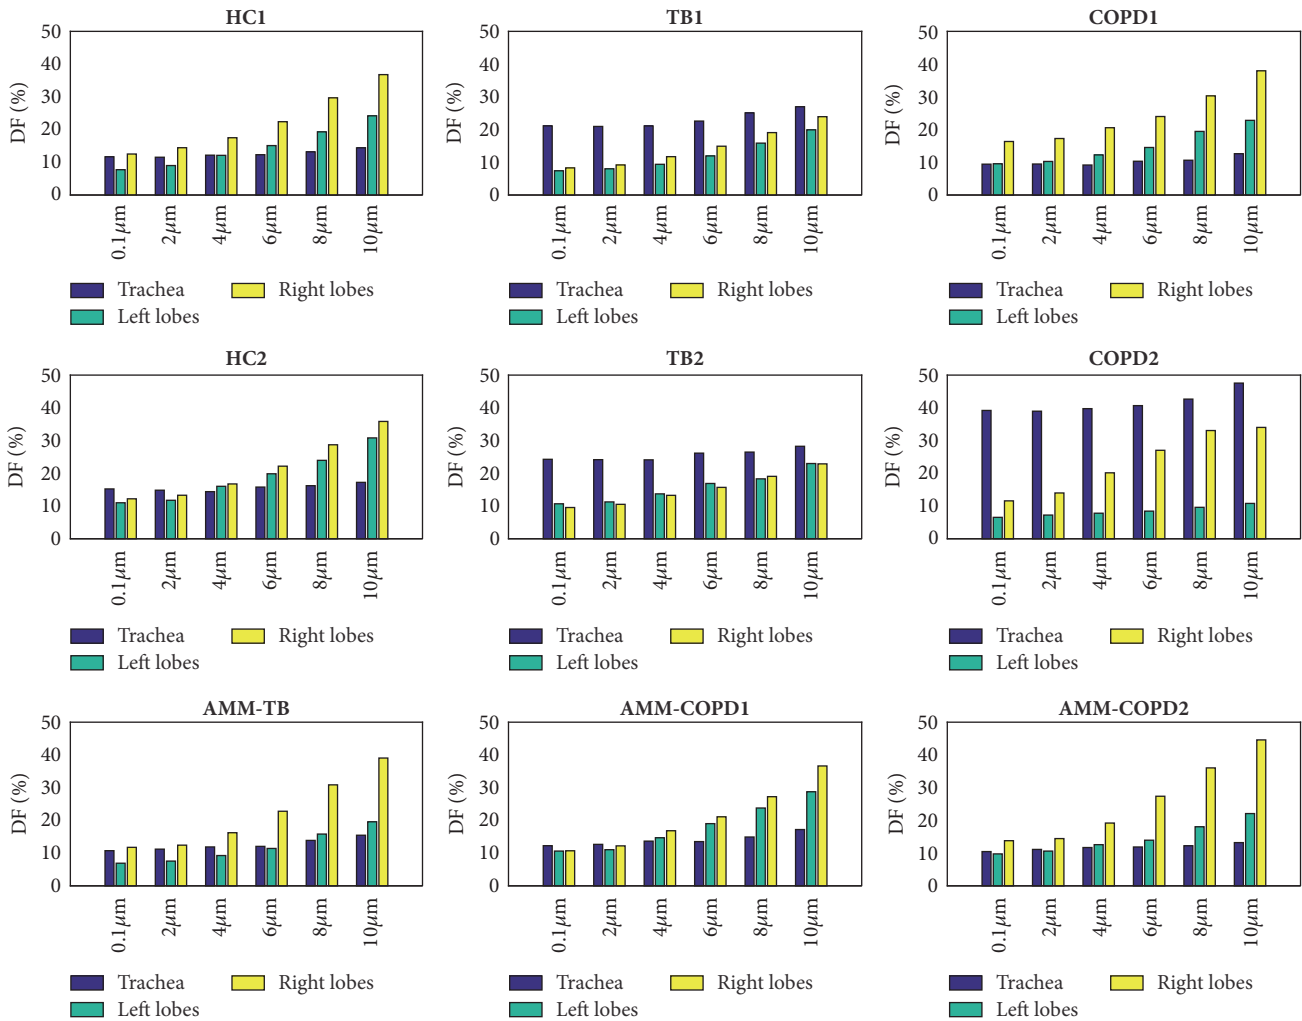 HC1
DF (%)
50
40
30
20
10
0
0.1μm
2μm
4μm
6μm
8μm
10μm
Trachea
Right lobes
Left lobes
TB1
DF (%)
50
40
30
20
10
0
0.1μm
2μm
4μm
6μm
8μm
10μm
Trachea
Right lobes
Left lobes
COPD1
DF (%)
50
40
30
20
10
0
0.1μm
2μm
4μm
6μm
8μm
10μm
Trachea
Right lobes
Left lobes
HC2
DF (%)
50
40
30
20
10
0
0.1μm
2μm
4μm
6μm
8μm
10μm
Trachea
Right lobes
Left lobes
TB2
DF (%)
50
40
30
20
10
0
0.1μm
2μm
4μm
6μm
8μm
10μm
Trachea
Right lobes
Left lobes
COPD2
DF (%)
50
40
30
20
10
0
0.1μm
2μm
4μm
6μm
8μm
10μm
Trachea
Right lobes
Left lobes
AMM-TB
DF (%)
50
40
30
20
10
0
0.1μm
2μm
4μm
6μm
8μm
10μm
Trachea
Right lobes
Left lobes
AMM-COPD1
DF (%)
50
40
30
20
10
0
0.1μm
2μm
4μm
6μm
8μm
10μm
Trachea
Right lobes
Left lobes
AMM-COPD2
DF (%)
50
40
30
20
10
0
0.1μm
2μm
4μm
6μm
8μm
10μm
Trachea
Right lobes
Left lobes